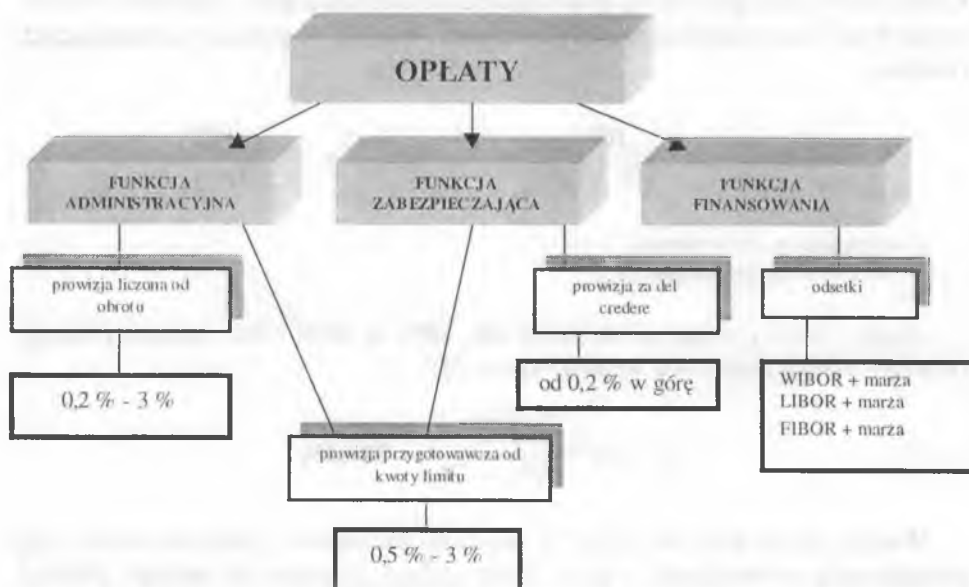 OPŁATY
FUNKCJA
ADMINISTRACYJNA
FUNKCJA
ZABEZPIECZAJĄCA
FUNKCJA
FINANSOWANIA
prowizja liczona od
obrotu
prowizja za del
credere
odsetki
0,2 % - 3 %
od 0,2 % w górę
WIBOR + marża
LIBOR + marża
FIBOR + marża
prowizja przygotowawcza od
kwoty limitu
0,5 % - 3 %